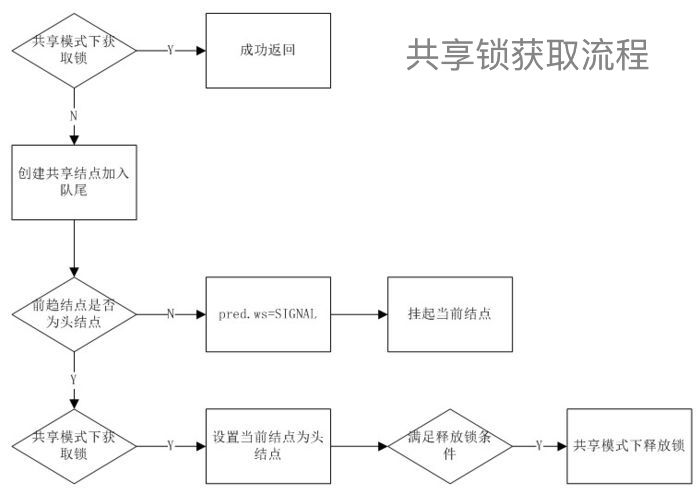 共享模式下获
取锁
Y
成功返回
共享锁获取流程
N
创建共享结点加入
队尾
前趋结点是否
为头结点
N
pred.ws=SIGNAL
挂起当前结点
Y
共享模式下获
取锁
Y
设置当前结点为头
结点
满足释放锁条
件
Y
共享模式下释放锁